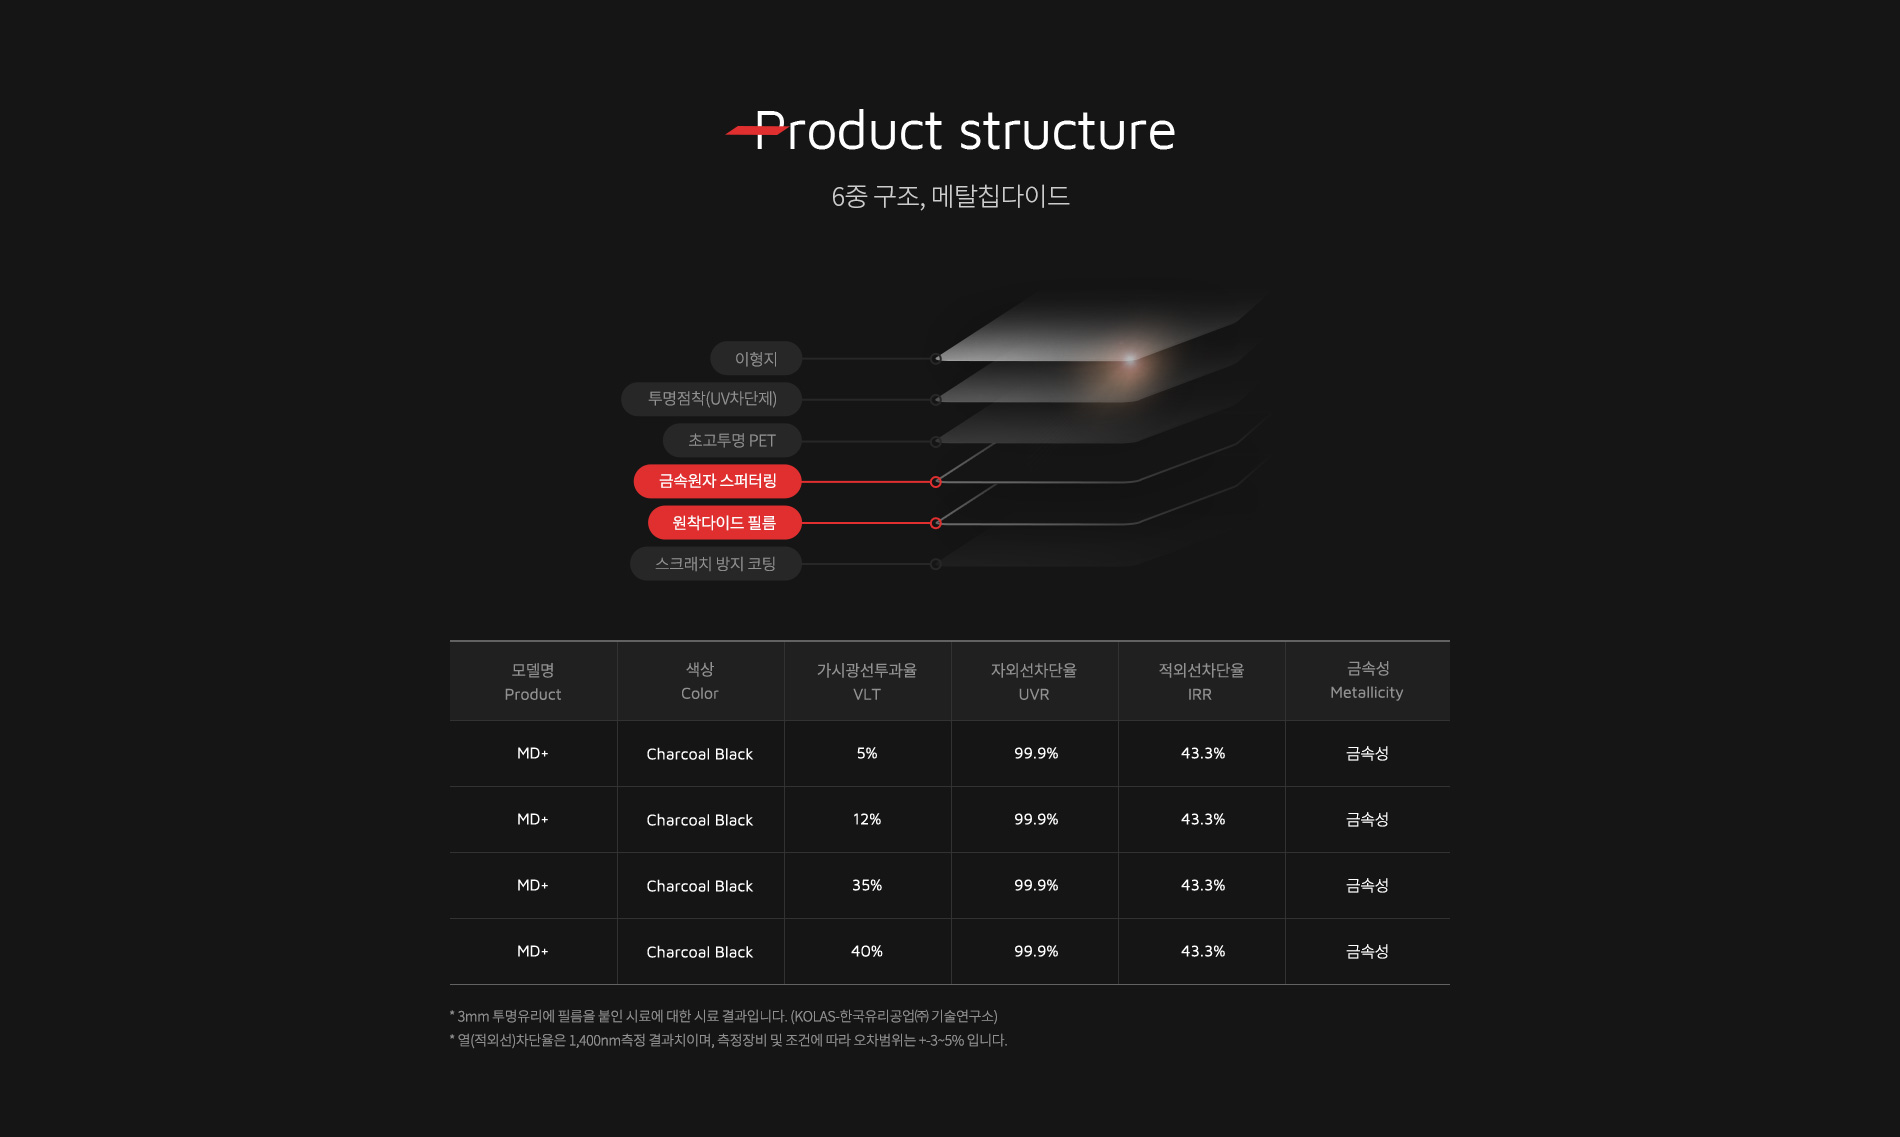 Product structure
6중 구조, 메탈칩다이드
이형지
투명점착(UV차단제)
초고투명 PET
금속원자 스퍼터링
원착다이드 필름
스크래치 방지 코팅
모델명 색상 가시광선투과율 자외선차단율 적외선차단율 금속성
Product Color VLT UVR IRR Metallicity
MD+ Charcoal Black 5% 99.9% 43.3% 금속성
MD+ Charcoal Black 12% 99.9% 43.3% 금속성
MD+ Charcoal Black 35% 99.9% 43.3% 금속성
MD+ Charcoal Black 40% 99.9% 43.3% 금속성
* 3mm 투명유리에 필름을 붙인 시료에 대한 시료 결과입니다. (KOLAS-한국유리공업㈜ 기술연구소)
* 열(적외선)차단율은 1,400nm측정 결과치이며, 측정장비 및 조건에 따라 오차범위는 +-3~5% 입니다.